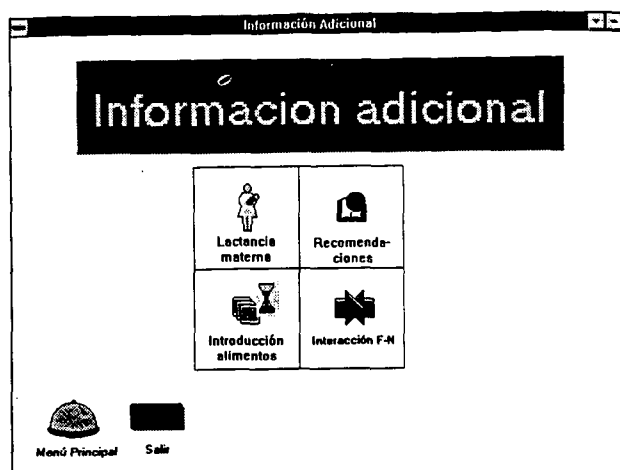 Información Adicional
Informacion adicional
Lactancia
materna
Recomenda-
ciones
Introducción
alimentos
Interacción F-N
Menú Principal
Salir